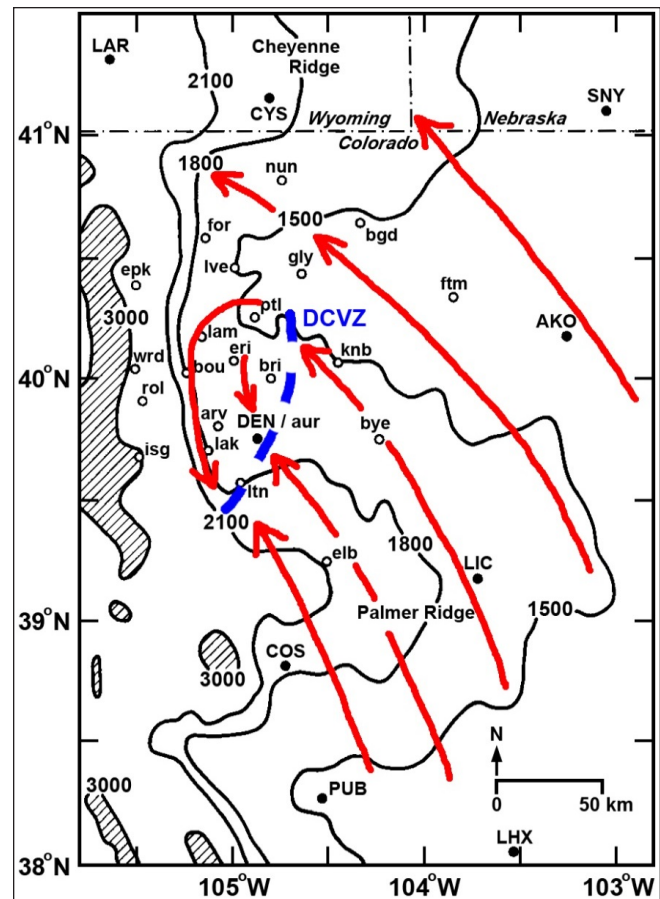 LAR
Cheyenne
Ridge
2100
CYS
SNY
41°N
Wyoming
Nebraska
Colorado
1800
nun
1500
for
bgd
lve
gly
epk
ftm
3000
ptl
DCVZ
AKO
lam
eri
knb
wrd
bou
bri
40°N
rol
arv
DEN / aur
bye
lak
isg
ltn
2100
1800
elb
LIC
1500
Palmer Ridge
39°N
COS
3000
N
3000
PUB
0
50 km
LHX
38°N
105°W
104°W
103°W